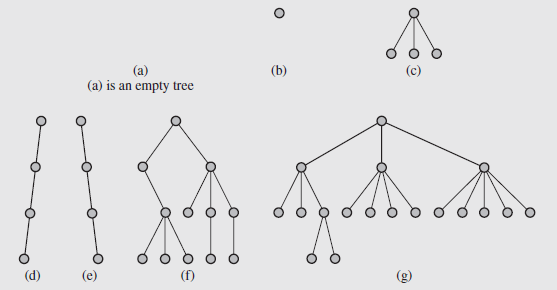 (a)
(b)
(c)
(a) is an empty tree
(d)
(e)
(f)
(g)